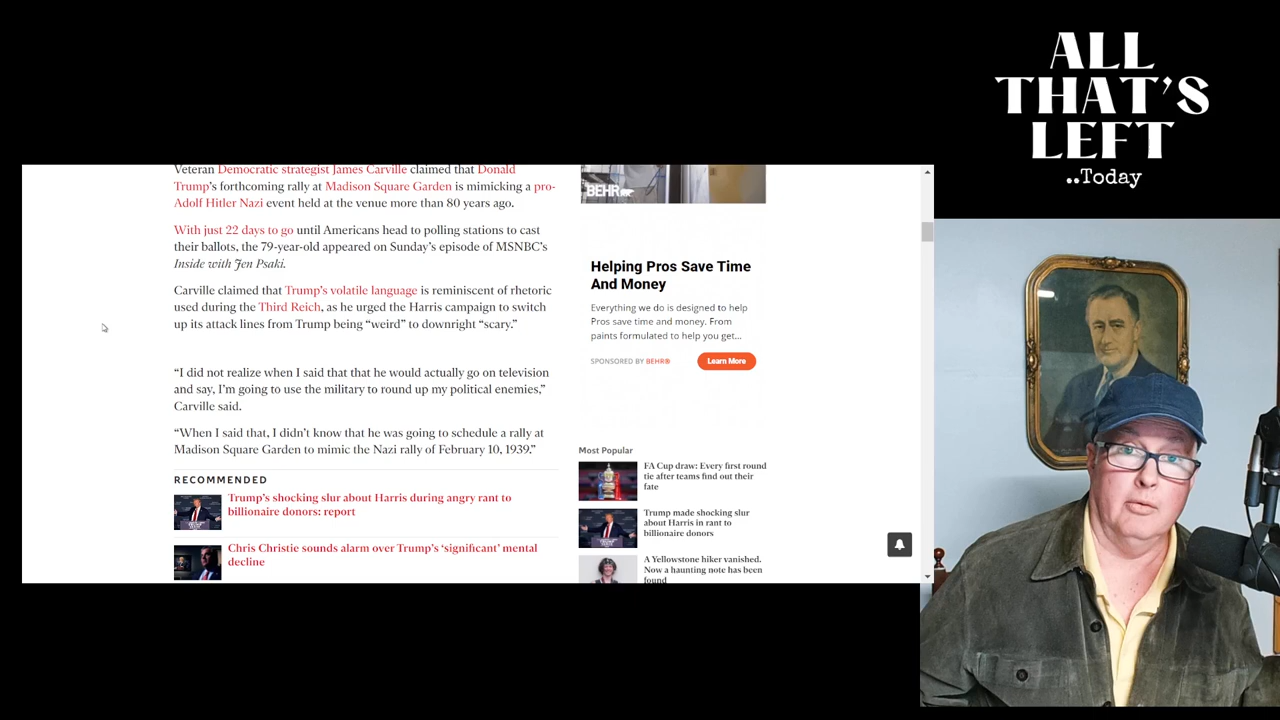 ALL
THAT'S
LEFT
..Today
Veteran Democratic strategist James Carville claimed that Donald
Trump's forthcoming rally at Madison Square Garden is mimicking a pro-
Adolf Hitler Nazi event held at the venue more than 80 years ago.
With just 22 days to go until Americans head to polling stations to cast
their ballots, the 79-year-old appeared on Sunday's episode of MSNBC's
Inside with Jen Psaki.
Carville claimed that Trump's volatile language is reminiscent of rhetoric
used during the Third Reich, as he urged the Harris campaign to switch
up its attack lines from Trump being “weird” to downright “scary.”
“I did not realize when I said that that he would actually go on television
and say, I'm going to use the military to round up my political enemies,”
Carville said.
“When I said that, I didn't know that he was going to schedule a rally at
Madison Square Garden to mimic the Nazi rally of February 10, 1939.”
RECOMMENDED
Trump's shocking slur about Harris during angry rant to
billionaire donors: report
Chris Christie sounds alarm over Trump's ‘significant’ mental
decline
BEHR
Helping Pros Save Time
And Money
Everything we do is designed to help
Pros save time and money. From
paints formulated to help you get...
SPONSORED BY BEHR®
Learn More
Most Popular
FA Cup draw: Every first round
tie after teams find out their
fate
Trump made shocking slur
about Harris in rant to
billionaire donors
A Yellowstone hiker vanished.
Now a haunting note has been
found